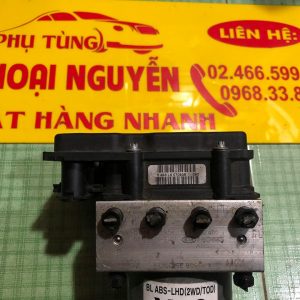 PHỤ TÙNG
LIÊN HỆ:
OẠI NGUYỄN
02.466.599
0968.33.8
ẶT HÀNG NHANH
BL ABS-LHD(2WD/TOD)